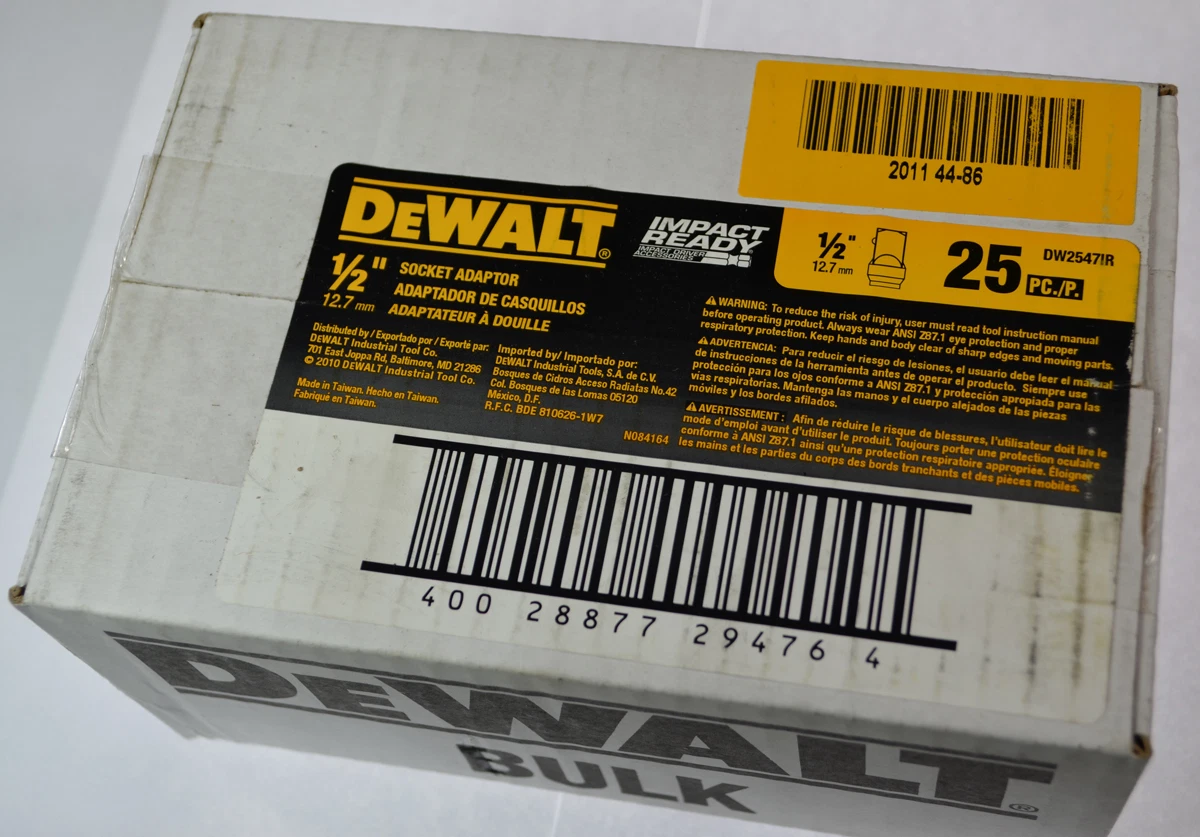 2011 44-86
DEWALT®
IMPACT
READY
IMPACT DRIVER
ACCESSORIES
1/2"
12.7 mm
25 PC./P.
DW2547IR
1/2"
12.7 mm
SOCKET ADAPTOR
ADAPTADOR DE CASQUILLOS
ADAPTATEUR À DOUILLE
Distributed by / Exportado por / Exporté par:
DEWALT Industrial Tool Co.
701 East Joppa Rd, Baltimore, MD 21286
© 2010 DEWALT Industrial Tool Co.
Made in Taiwan. Hecho en Taiwan.
Fabriqué en Taiwan.
Imported by/ Importado por:
DEWALT Industrial Tools, S.A. de C.V.
Bosques de Cidros Acceso Radiatas No.42
Col. Bosques de las Lomas 05120
México, D.F.
R.F.C. BDE 810626-1W7
N084164
⚠ WARNING: To reduce the risk of injury, user must read tool instruction manual
before operating product. Always wear ANSI Z87.1 eye protection and proper
respiratory protection. Keep hands and body clear of sharp edges and moving parts.
⚠ ADVERTENCIA: Para reducir el riesgo de lesiones, el usuario debe leer el manual
de instrucciones de la herramienta antes de operar el producto. Siempre use
protección para los ojos conforme a ANSI Z87.1 y protección apropiada para las
vías respiratorias. Mantenga las manos y el cuerpo alejados de las piezas
móviles y los bordes afilados.
⚠ AVERTISSEMENT : Afin de réduire le risque de blessures, l'utilisateur doit lire le
mode d'emploi avant d'utiliser le produit. Toujours porter une protection oculaire
conforme à ANSI Z87.1 ainsi qu'une protection respiratoire appropriée. Éloigner
les mains et les parties du corps des bords tranchants et des pièces mobiles.
400 28877 29476 4
DEWALT®
BULK